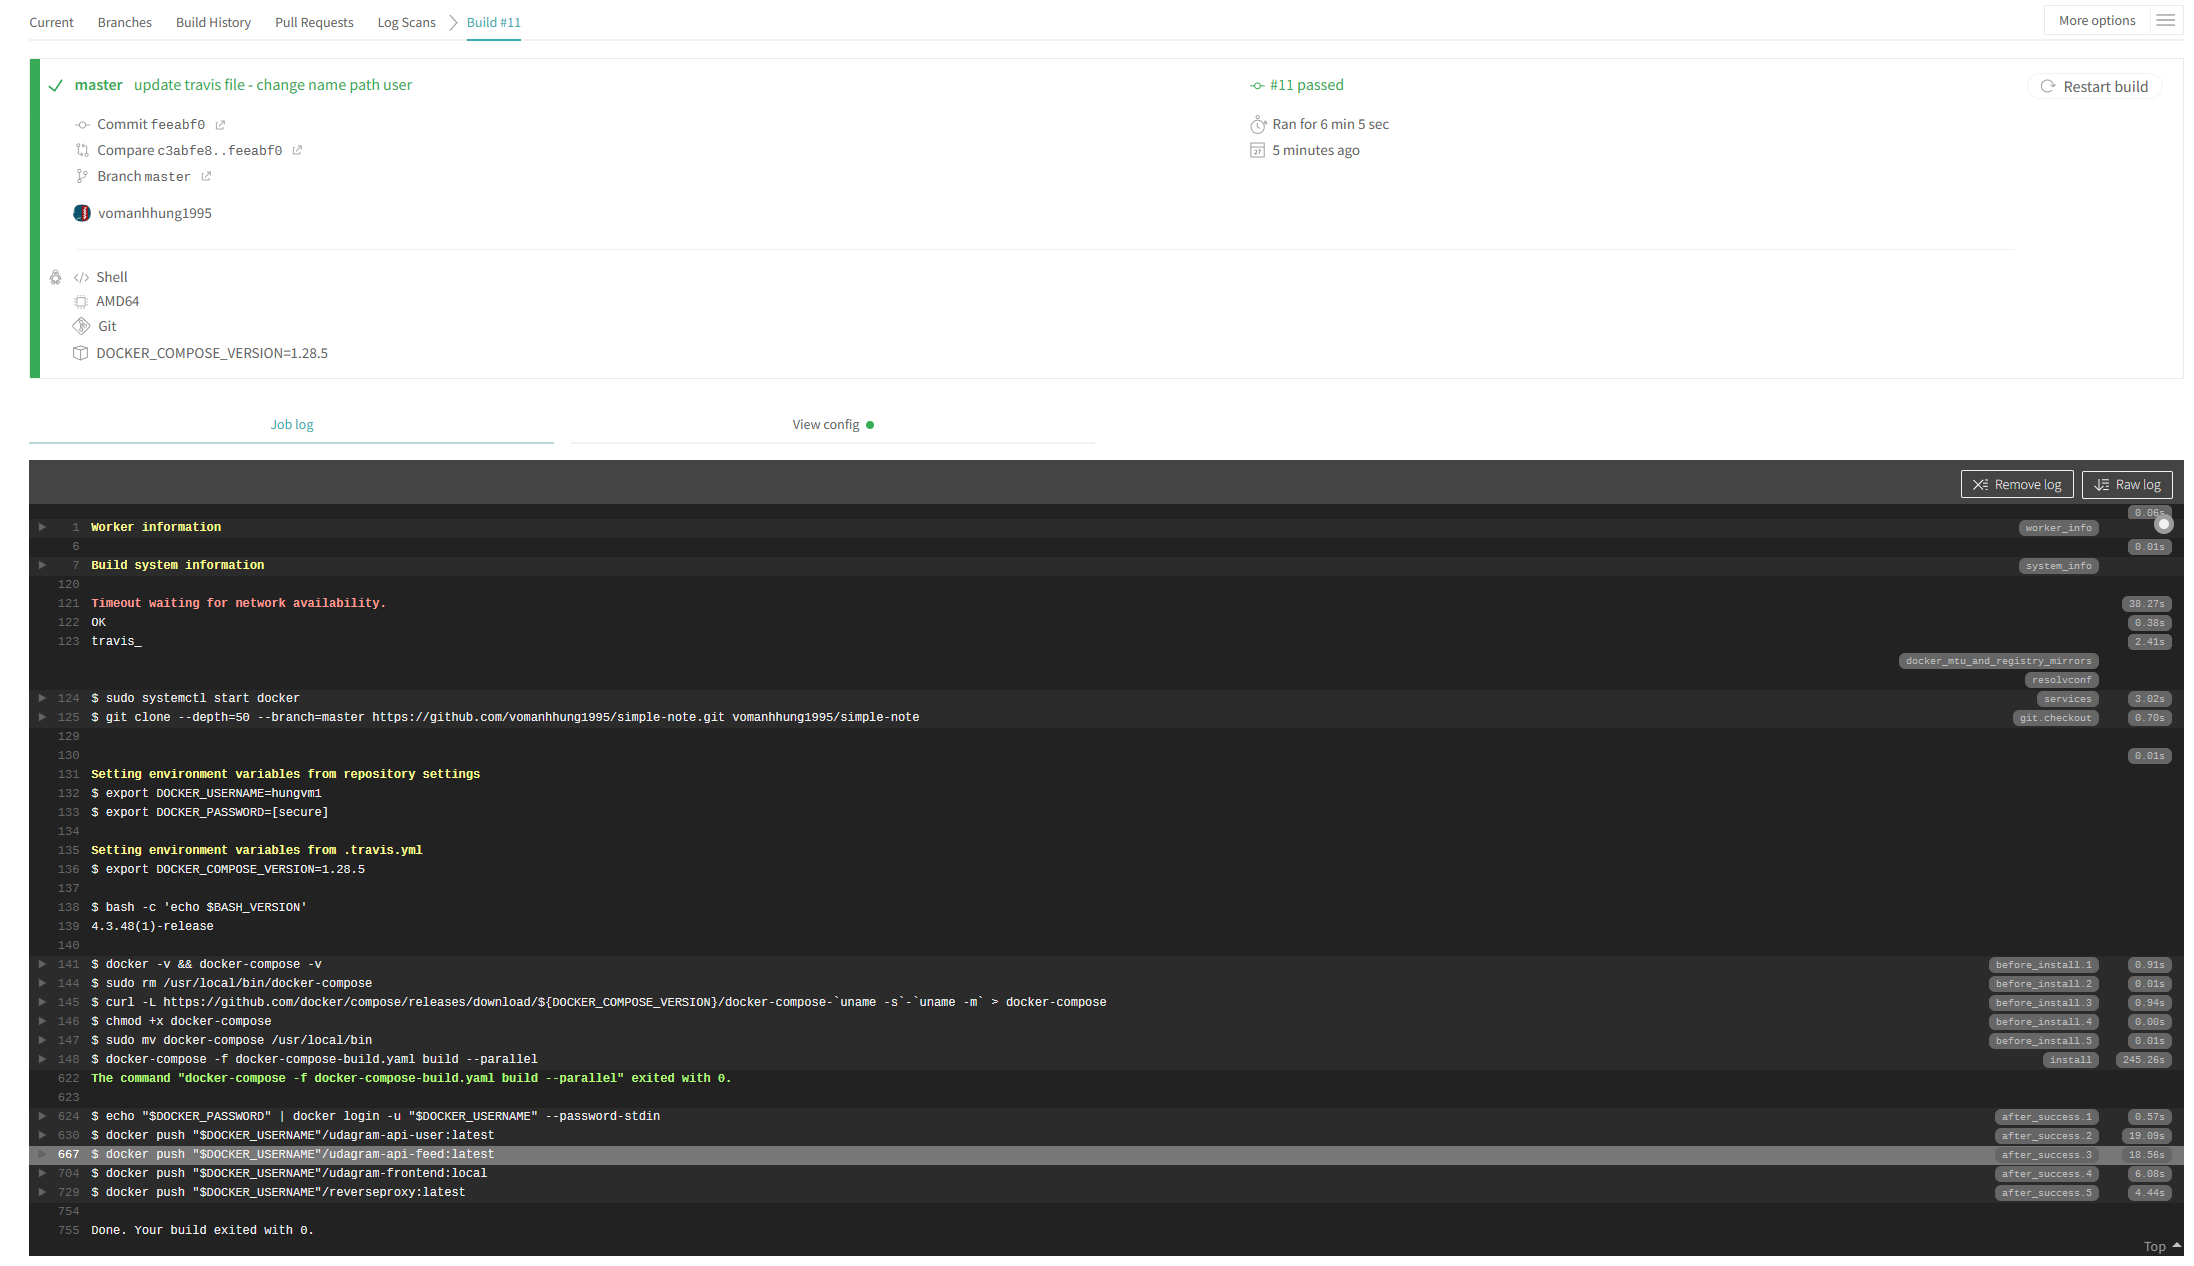 Current Branches Build History Pull Requests Log Scans Build #11 More options
master update travis file - change name path user #11 passed Restart build
Commit feeabf0 Ran for 6 min 5 sec
Compare c3abfe8..feeabf0 5 minutes ago
Branch master
vomanhhung1995
Shell
AMD64
Git
DOCKER_COMPOSE_VERSION=1.28.5
Job log View config
Remove log Raw log
0.06s
1 Worker information worker_info
6 0.01s
7 Build system information system_info
120
121 Timeout waiting for network availability. 38.27s
122 OK 0.38s
123 travis_ 2.41s
docker_mtu_and_registry_mirrors
resolvconf
124 $ sudo systemctl start docker services 3.02s
125 $ git clone --depth=50 --branch=master https://github.com/vomanhhung1995/simple-note.git vomanhhung1995/simple-note git.checkout 0.70s
129
130 0.01s
131 Setting environment variables from repository settings
132 $ export DOCKER_USERNAME=hungvm1
133 $ export DOCKER_PASSWORD=[secure]
134
135 Setting environment variables from .travis.yml
136 $ export DOCKER_COMPOSE_VERSION=1.28.5
137
138 $ bash -c 'echo $BASH_VERSION'
139 4.3.48(1)-release
140
141 $ docker -v && docker-compose -v before_install.1 0.91s
144 $ sudo rm /usr/local/bin/docker-compose before_install.2 0.01s
145 $ curl -L https://github.com/docker/compose/releases/download/${DOCKER_COMPOSE_VERSION}/docker-compose-`uname -s`-`uname -m` > docker-compose before_install.3 0.94s
146 $ chmod +x docker-compose before_install.4 0.00s
147 $ sudo mv docker-compose /usr/local/bin before_install.5 0.01s
148 $ docker-compose -f docker-compose-build.yaml build --parallel install 245.26s
622 The command "docker-compose -f docker-compose-build.yaml build --parallel" exited with 0.
623
624 $ echo "$DOCKER_PASSWORD" | docker login -u "$DOCKER_USERNAME" --password-stdin after_success.1 0.57s
630 $ docker push "$DOCKER_USERNAME"/udagram-api-user:latest after_success.2 19.09s
667 $ docker push "$DOCKER_USERNAME"/udagram-api-feed:latest after_success.3 18.56s
704 $ docker push "$DOCKER_USERNAME"/udagram-frontend:local after_success.4 6.08s
729 $ docker push "$DOCKER_USERNAME"/reverseproxy:latest after_success.5 4.44s
754
755 Done. Your build exited with 0.
Top